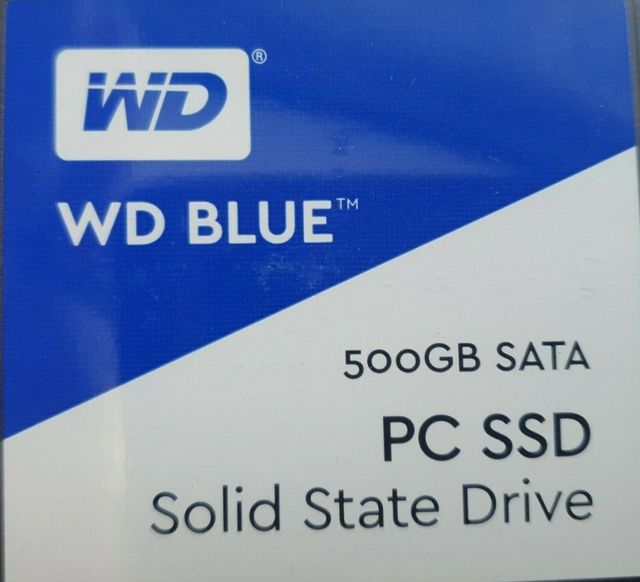 WD®
WD BLUE™
500GB SATA
PC SSD
Solid State Drive